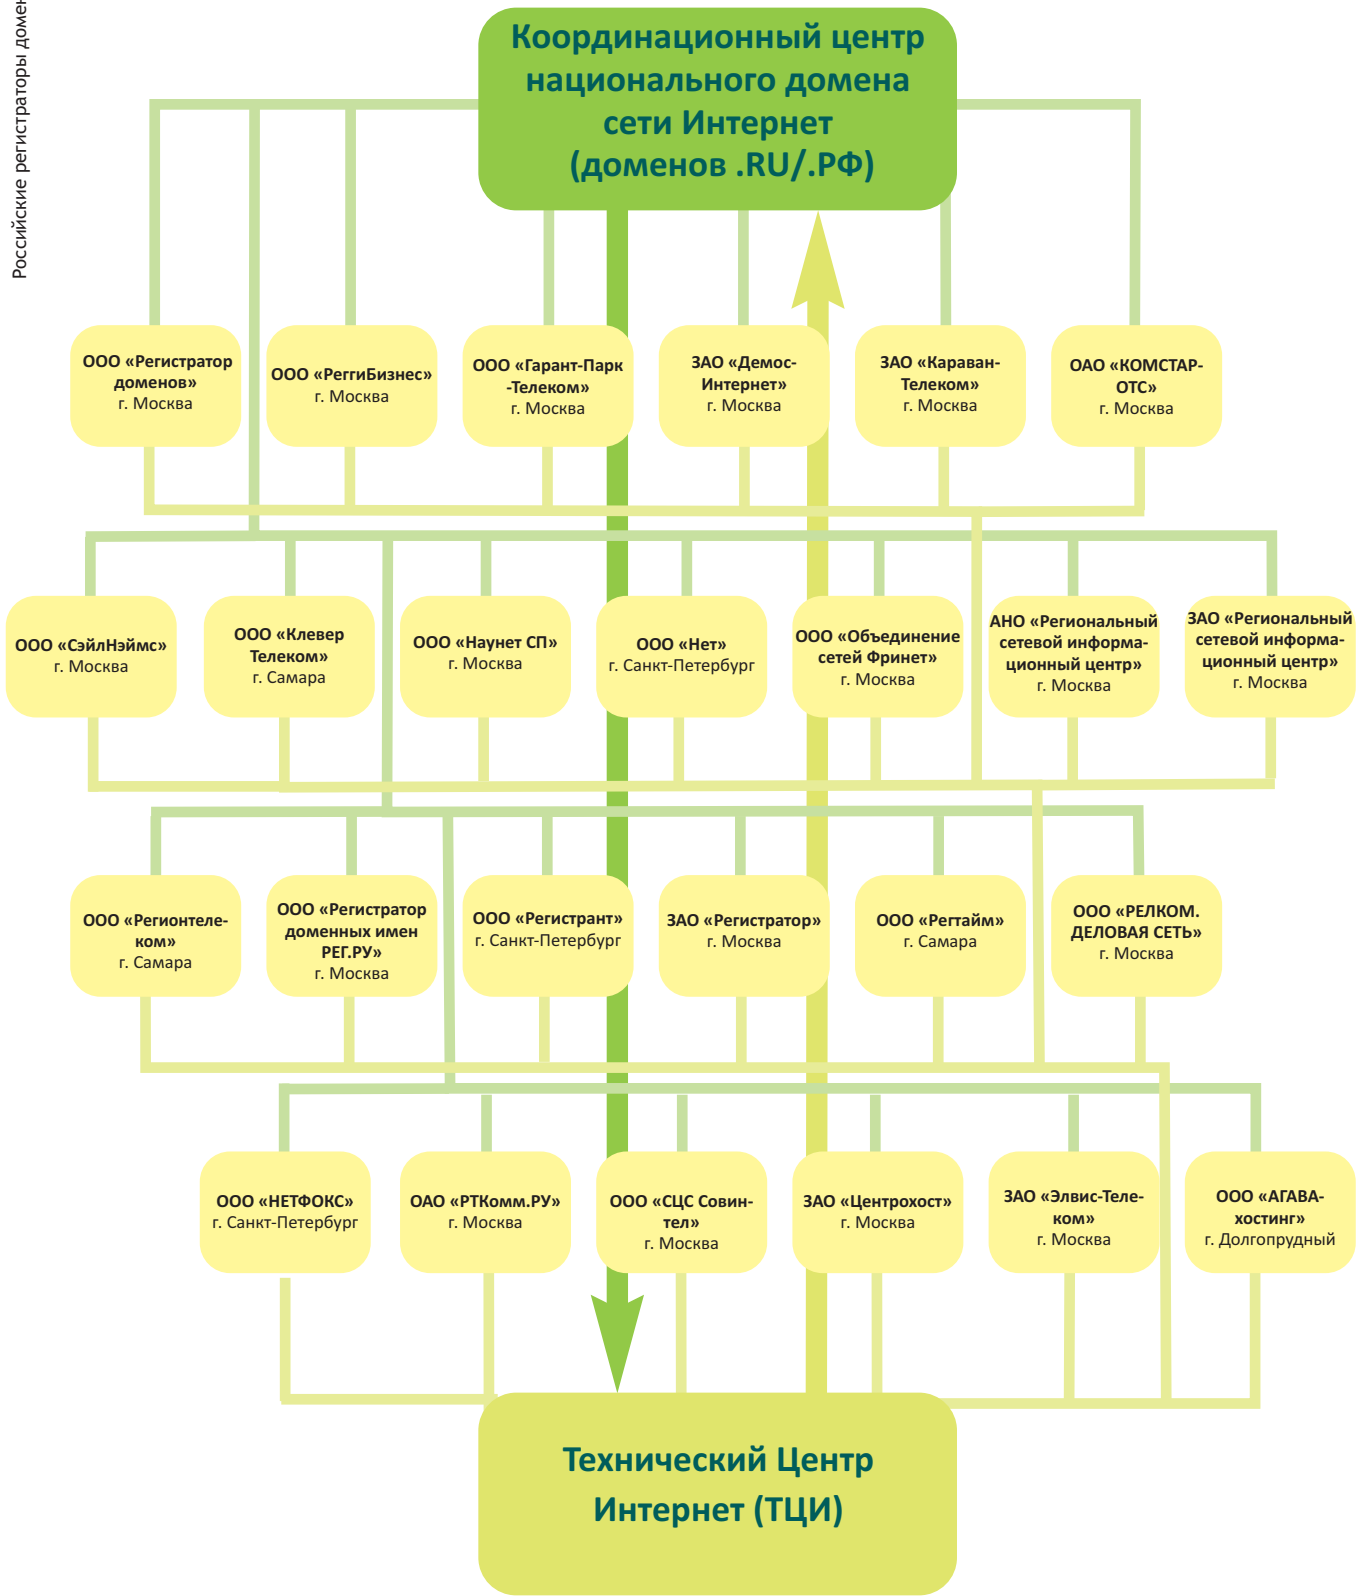 Российские регистраторы
Координационный центр
национального домена
сети Интернет
(доменов .RU/.РФ)
ООО «Регистратор
доменов»
г. Москва
ООО «РеггиБизнес»
г. Москва
ООО «Гарант-Парк
-Телеком»
г. Москва
ЗАО «Демос-
Интернет»
г. Москва
ЗАО «Караван-
Телеком»
г. Москва
ОАО «КОМСТАР-
ОТС»
г. Москва
ООО «СэйлНэймс»
г. Москва
ООО «Клевер
Телеком»
г. Самара
ООО «Наунет СП»
г. Москва
ООО «Нет»
г. Санкт-Петербург
ООО «Объединение
сетей Фринет»
г. Москва
АНО «Региональный
сетевой информа-
ционный центр»
г. Москва
ЗАО «Региональный
сетевой информа-
ционный центр»
г. Москва
ООО «Регионтеле-
ком»
г. Самара
ООО «Регистратор
доменных имен
РЕГ.РУ»
г. Москва
ООО «Регистрант»
г. Санкт-Петербург
ЗАО «Регистратор»
г. Москва
ООО «Регтайм»
г. Самара
ООО «РЕЛКОМ.
ДЕЛОВАЯ СЕТЬ»
г. Москва
ООО «НЕТФОКС»
г. Санкт-Петербург
ОАО «РТКомм.РУ»
г. Москва
ООО «СЦС Совин-
тел»
г. Москва
ЗАО «Центрохост»
г. Москва
ЗАО «Элвис-Теле-
ком»
г. Москва
ООО «АГАВА-
хостинг»
г. Долгопрудный
Технический Центр
Интернет (ТЦИ)